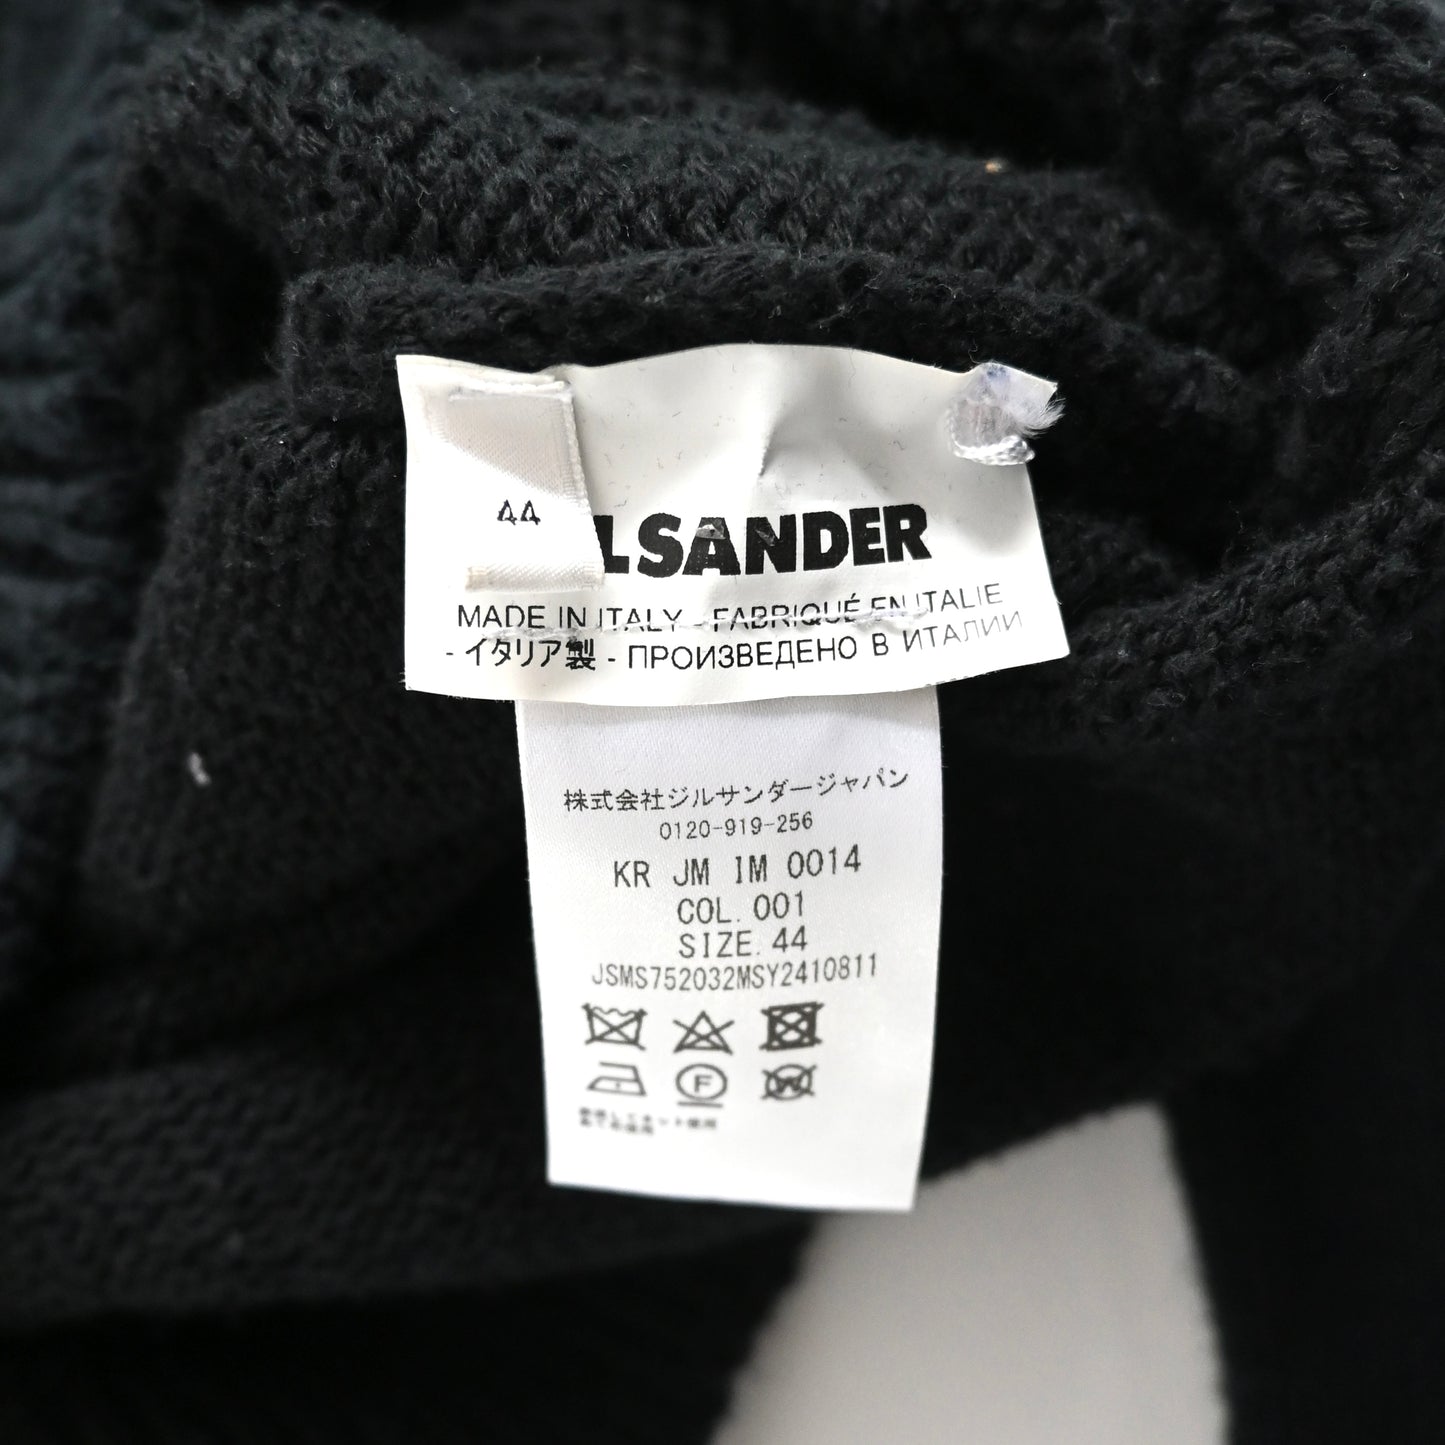 44
LSANDER
MADE IN ITALY - FABRIQUÉ EN ITALIE
- イタリア製 - ПРОИЗВЕДЕНО В ИТАЛИИ
株式会社ジルサンダージャパン
0120-919-256
KR JM IM 0014
COL. 001
SIZE. 44
JSMS752032MSY2410811
F
W